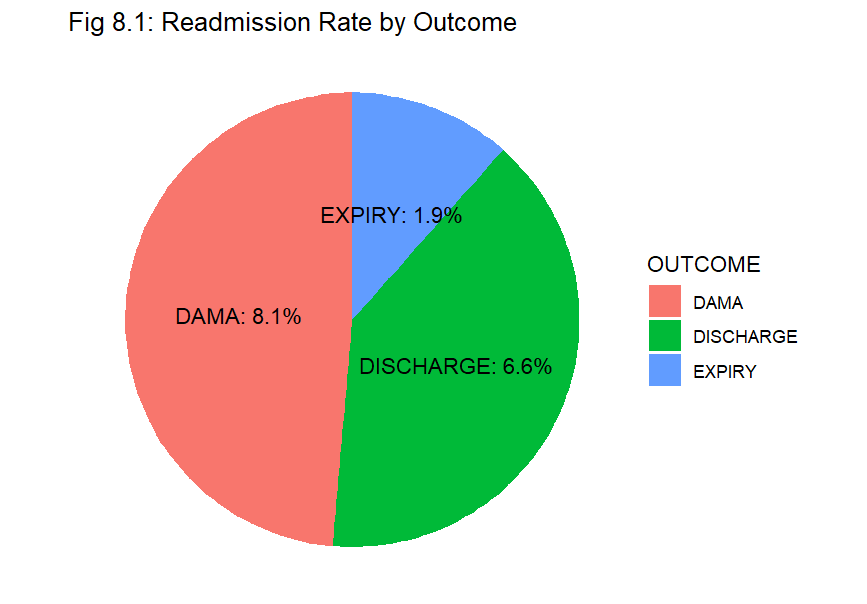 Fig 8.1: Readmission Rate by Outcome
EXPIRY: 1.9%
DAMA: 8.1%
DISCHARGE: 6.6%
OUTCOME
DAMA
DISCHARGE
EXPIRY